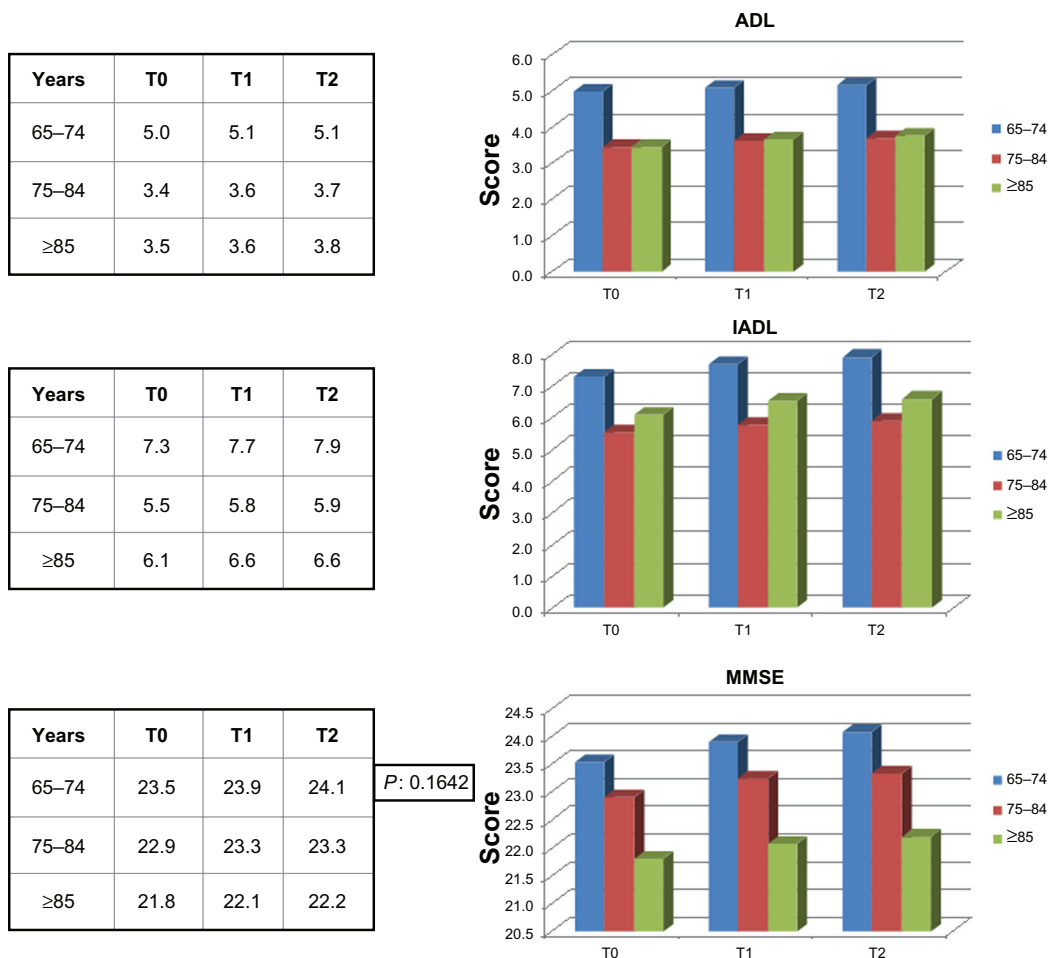 Years T0 T1 T2
65–74 5.0 5.1 5.1
75–84 3.4 3.6 3.7
≥85 3.5 3.6 3.8
ADL
Score
6.0
5.0
4.0
3.0
2.0
1.0
0.0
T0 T1 T2
65–74
75–84
≥85
Years T0 T1 T2
65–74 7.3 7.7 7.9
75–84 5.5 5.8 5.9
≥85 6.1 6.6 6.6
IADL
Score
8.0
7.0
6.0
5.0
4.0
3.0
2.0
1.0
0.0
T0 T1 T2
65–74
75–84
≥85
Years T0 T1 T2
65–74 23.5 23.9 24.1
75–84 22.9 23.3 23.3
≥85 21.8 22.1 22.2
P: 0.1642
MMSE
Score
24.5
24.0
23.5
23.0
22.5
22.0
21.5
21.0
20.5
T0 T1 T2
65–74
75–84
≥85